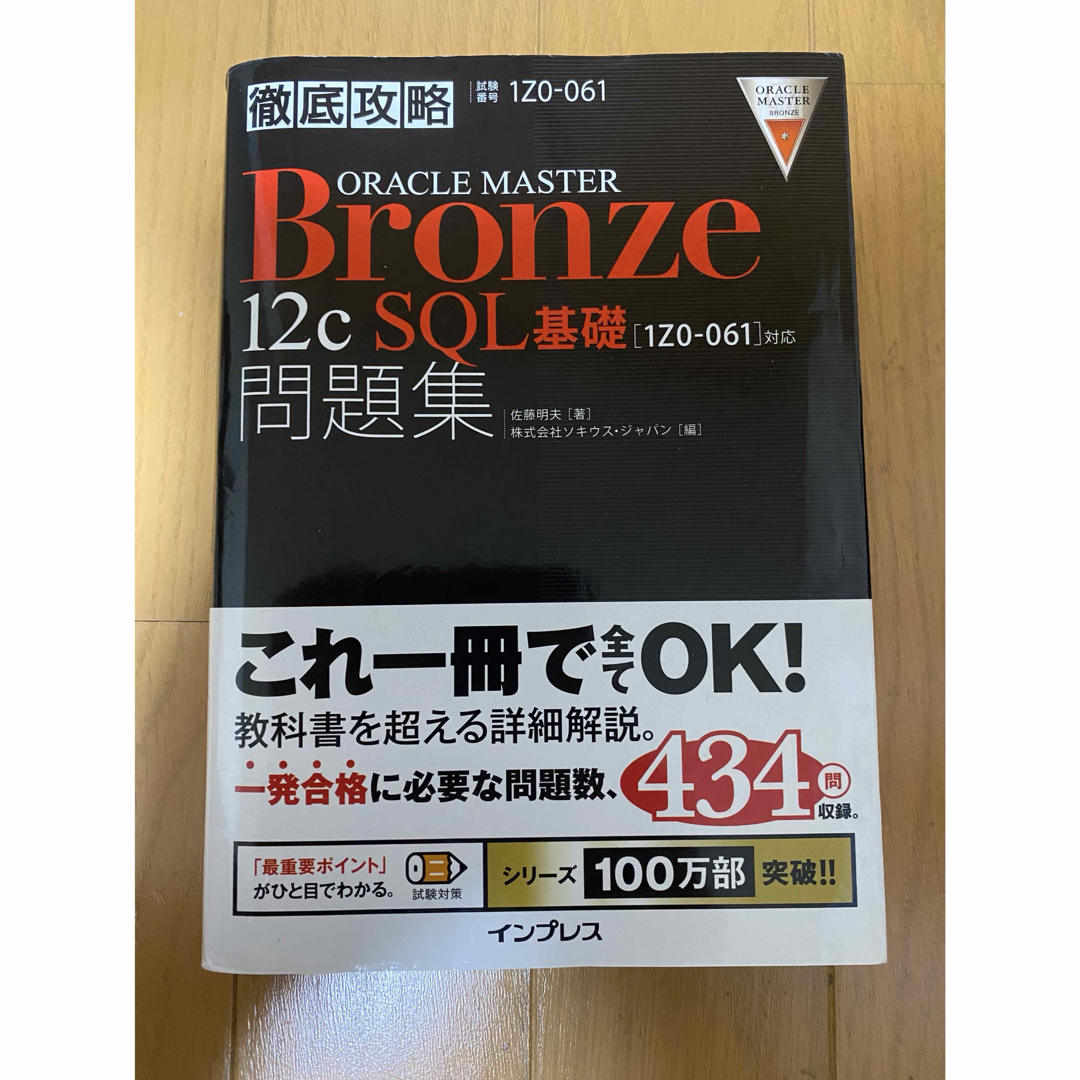 徹底攻略
試験番号 1Z0-061
ORACLE MASTER BRONZE
ORACLE MASTER
Bronze
12c SQL基礎[1Z0-061]対応
問題集
佐藤明夫[著]
株式会社ソキウス・ジャパン[編]
これ一冊で全てOK!
教科書を超える詳細解説。
一発合格に必要な問題数、434問収録。
「最重要ポイント」
がひと目でわかる。
試験対策
シリーズ 100万部 突破!!
インプレス